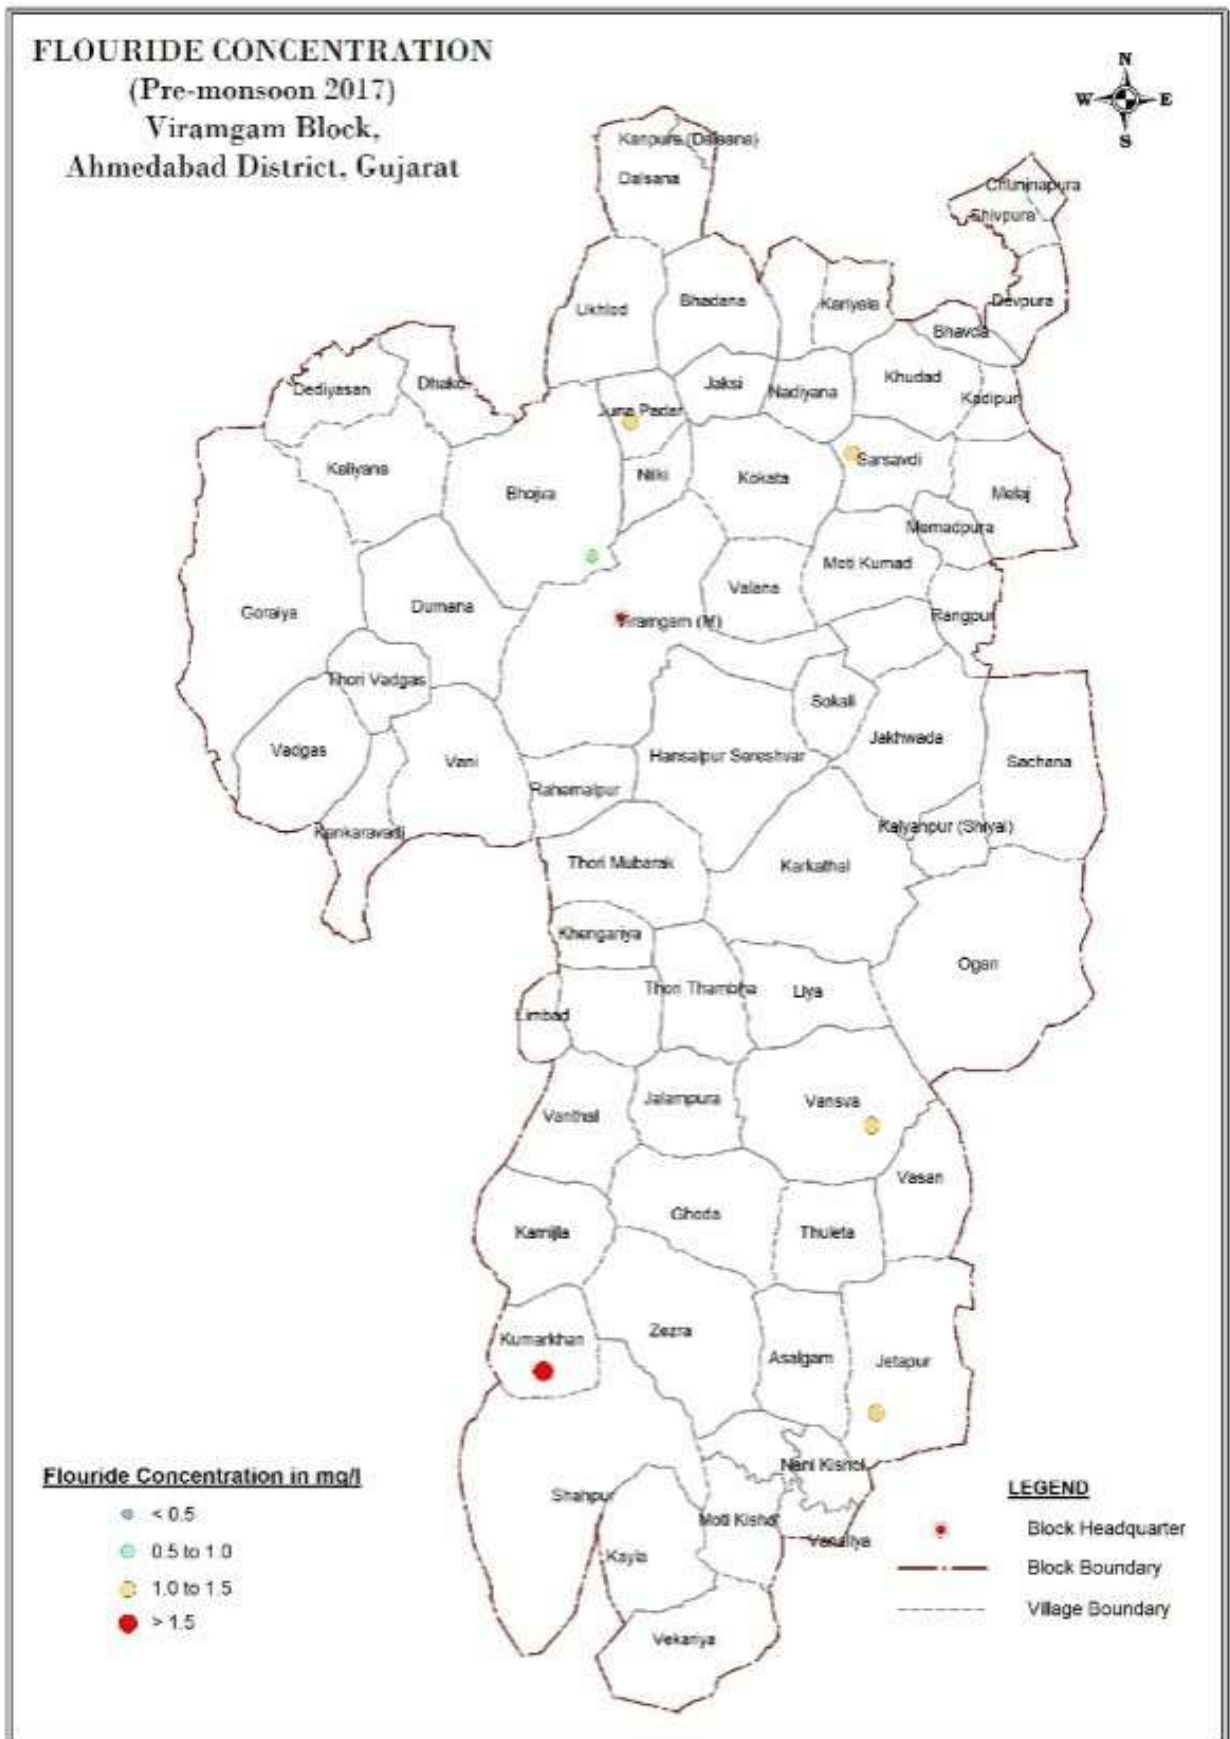 FLOURIDE CONCENTRATION
(Pre-monsoon 2017)
Viramgam Block,
Ahmedabad District, Gujarat
N
W E
S
Kanpura (Dalsana)
Dalsana
Chuninapura
Shivpura
Likhlod
Bhadana
Kariyala
Devpura
Bhavda
Dediyasan
Dhako
Jaksi
Nadiyana
Khudad
Kadipur
Juna Padar
Kaliyana
Bhojva
Nilki
Kokata
Sarsavdi
Melaj
Memadpura
Moti Kumad
Valana
Goraiya
Dumana
Viramgam (M)
Rangpur
Thori Vadgas
Sokali
Vadgas
Vani
Hansalpur Sereshvar
Jakhwada
Sachana
Rahemalpur
Kankaravadi
Kalyanpur (Shiyal)
Thori Mubarak
Karkathal
Khengariya
Ogan
Thori Thambha
Liya
Limbad
Vanthal
Jalampura
Vansva
Vasan
Kamijla
Ghoda
Thuleta
Kumarkhan
Zezra
Asalgam
Jetapur
Nani Kishol
Shahpur
Moti Kishol
Vanaliya
Kayla
Vekariya
Flouride Concentration in mg/l
< 0.5
0.5 to 1.0
1.0 to 1.5
> 1.5
LEGEND
Block Headquarter
Block Boundary
Village Boundary